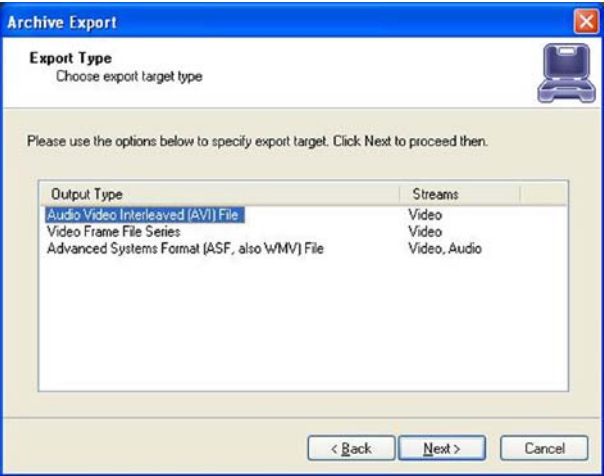 Archive Export
Export Type
Choose export target type
Please use the options below to specify export target. Click Next to proceed then.
Output Type Streams
Audio Video Interleaved (AVI) File Video
Video Frame File Series Video
Advanced Systems Format (ASF, also WMV) File Video, Audio
< Back Next > Cancel